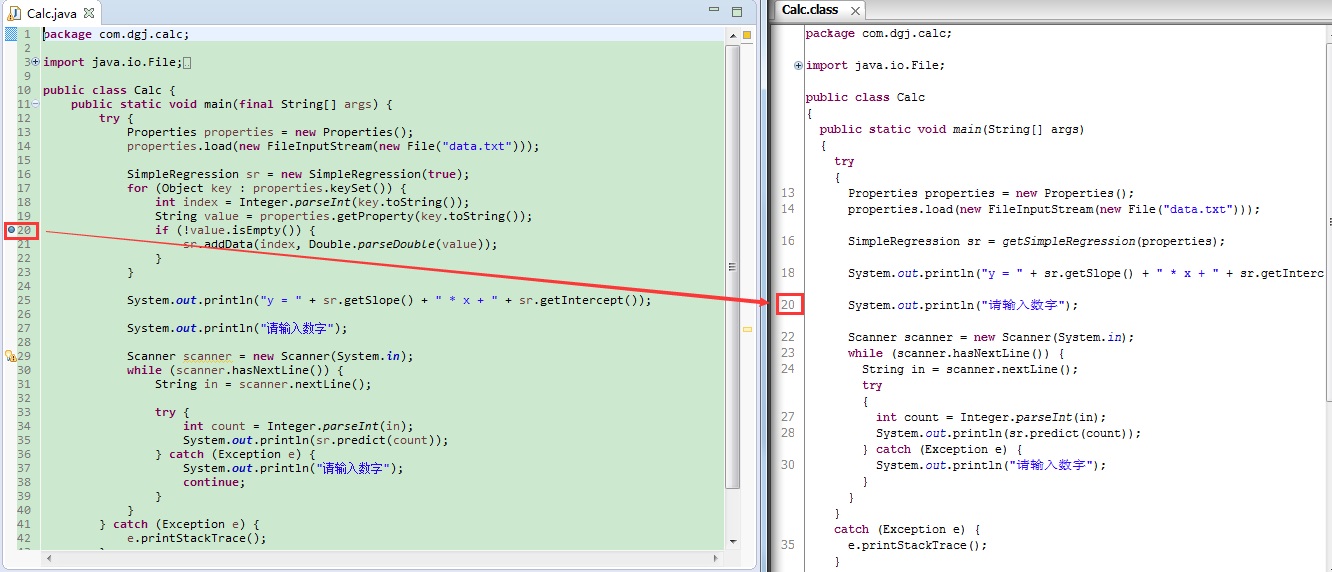 Calc.java
1 package com.dgj.calc;
2
3 import java.io.File;
9
10 public class Calc {
11 public static void main(final String[] args) {
12 try {
13 Properties properties = new Properties();
14 properties.load(new FileInputStream(new File("data.txt")));
15
16 SimpleRegression sr = new SimpleRegression(true);
17 for (Object key : properties.keySet()) {
18 int index = Integer.parseInt(key.toString());
19 String value = properties.getProperty(key.toString());
20 if (!value.isEmpty()) {
21 sr.addData(index, Double.parseDouble(value));
22 }
23 }
24
25 System.out.println("y = " + sr.getSlope() + " * x + " + sr.getIntercept());
26
27 System.out.println("请输入数字");
28
29 Scanner scanner = new Scanner(System.in);
30 while (scanner.hasNextLine()) {
31 String in = scanner.nextLine();
32
33 try {
34 int count = Integer.parseInt(in);
35 System.out.println(sr.predict(count));
36 } catch (Exception e) {
37 System.out.println("请输入数字");
38 continue;
39 }
40 }
41 } catch (Exception e) {
42 e.printStackTrace();
Calc.class
package com.dgj.calc;
import java.io.File;
public class Calc
{
public static void main(String[] args)
{
try
{
13 Properties properties = new Properties();
14 properties.load(new FileInputStream(new File("data.txt")));
16 SimpleRegression sr = getSimpleRegression(properties);
18 System.out.println("y = " + sr.getSlope() + " * x + " + sr.getInterc
20 System.out.println("请输入数字");
22 Scanner scanner = new Scanner(System.in);
23 while (scanner.hasNextLine()) {
24 String in = scanner.nextLine();
try
{
27 int count = Integer.parseInt(in);
28 System.out.println(sr.predict(count));
} catch (Exception e) {
30 System.out.println("请输入数字");
}
}
}
catch (Exception e) {
35 e.printStackTrace();
}